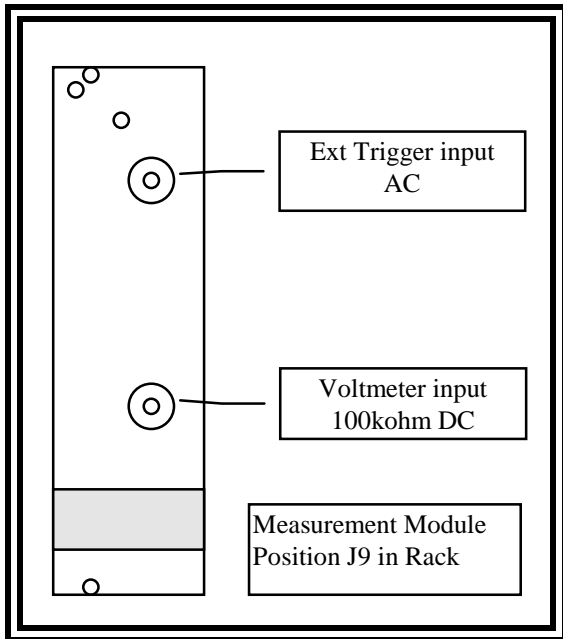 Ext Trigger input
AC
Voltmeter input
100kohm DC
Measurement Module
Position J9 in Rack